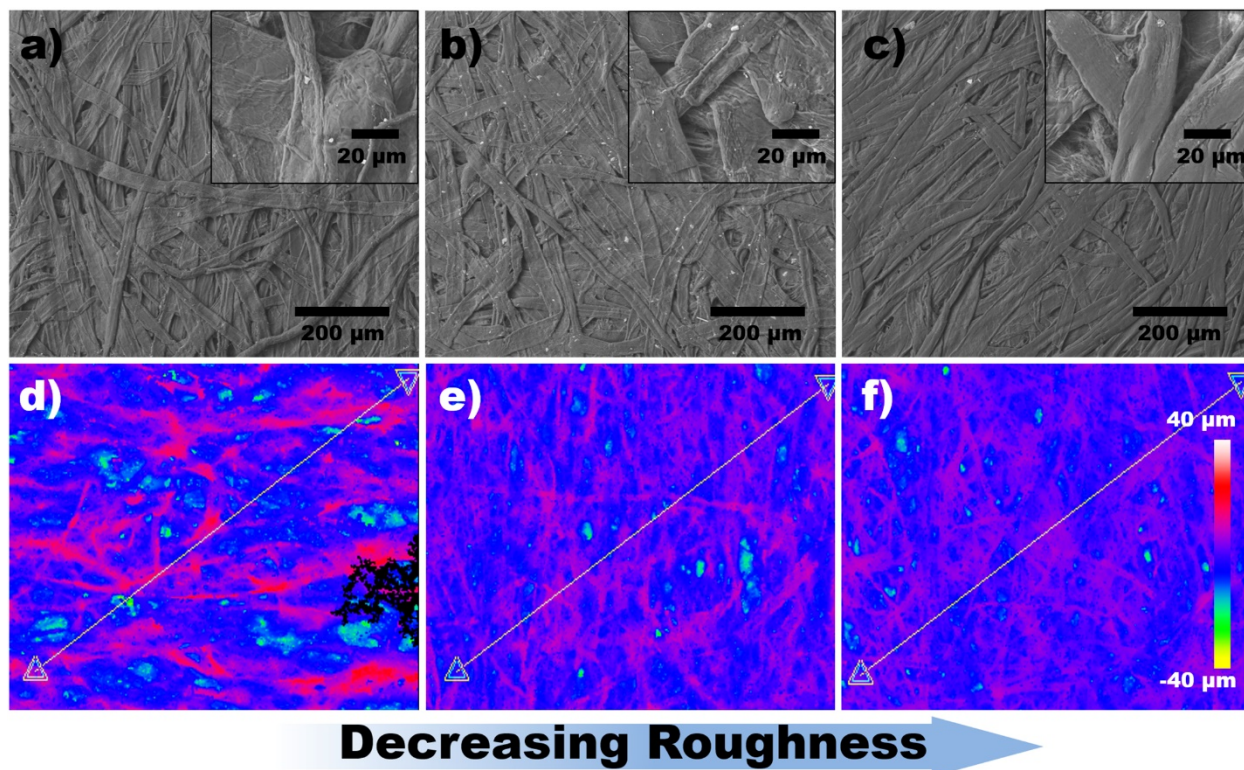 a)
20 µm
200 µm
b)
20 µm
200 µm
c)
20 µm
200 µm
d)
e)
f)
40 µm
-40 µm
Decreasing Roughness